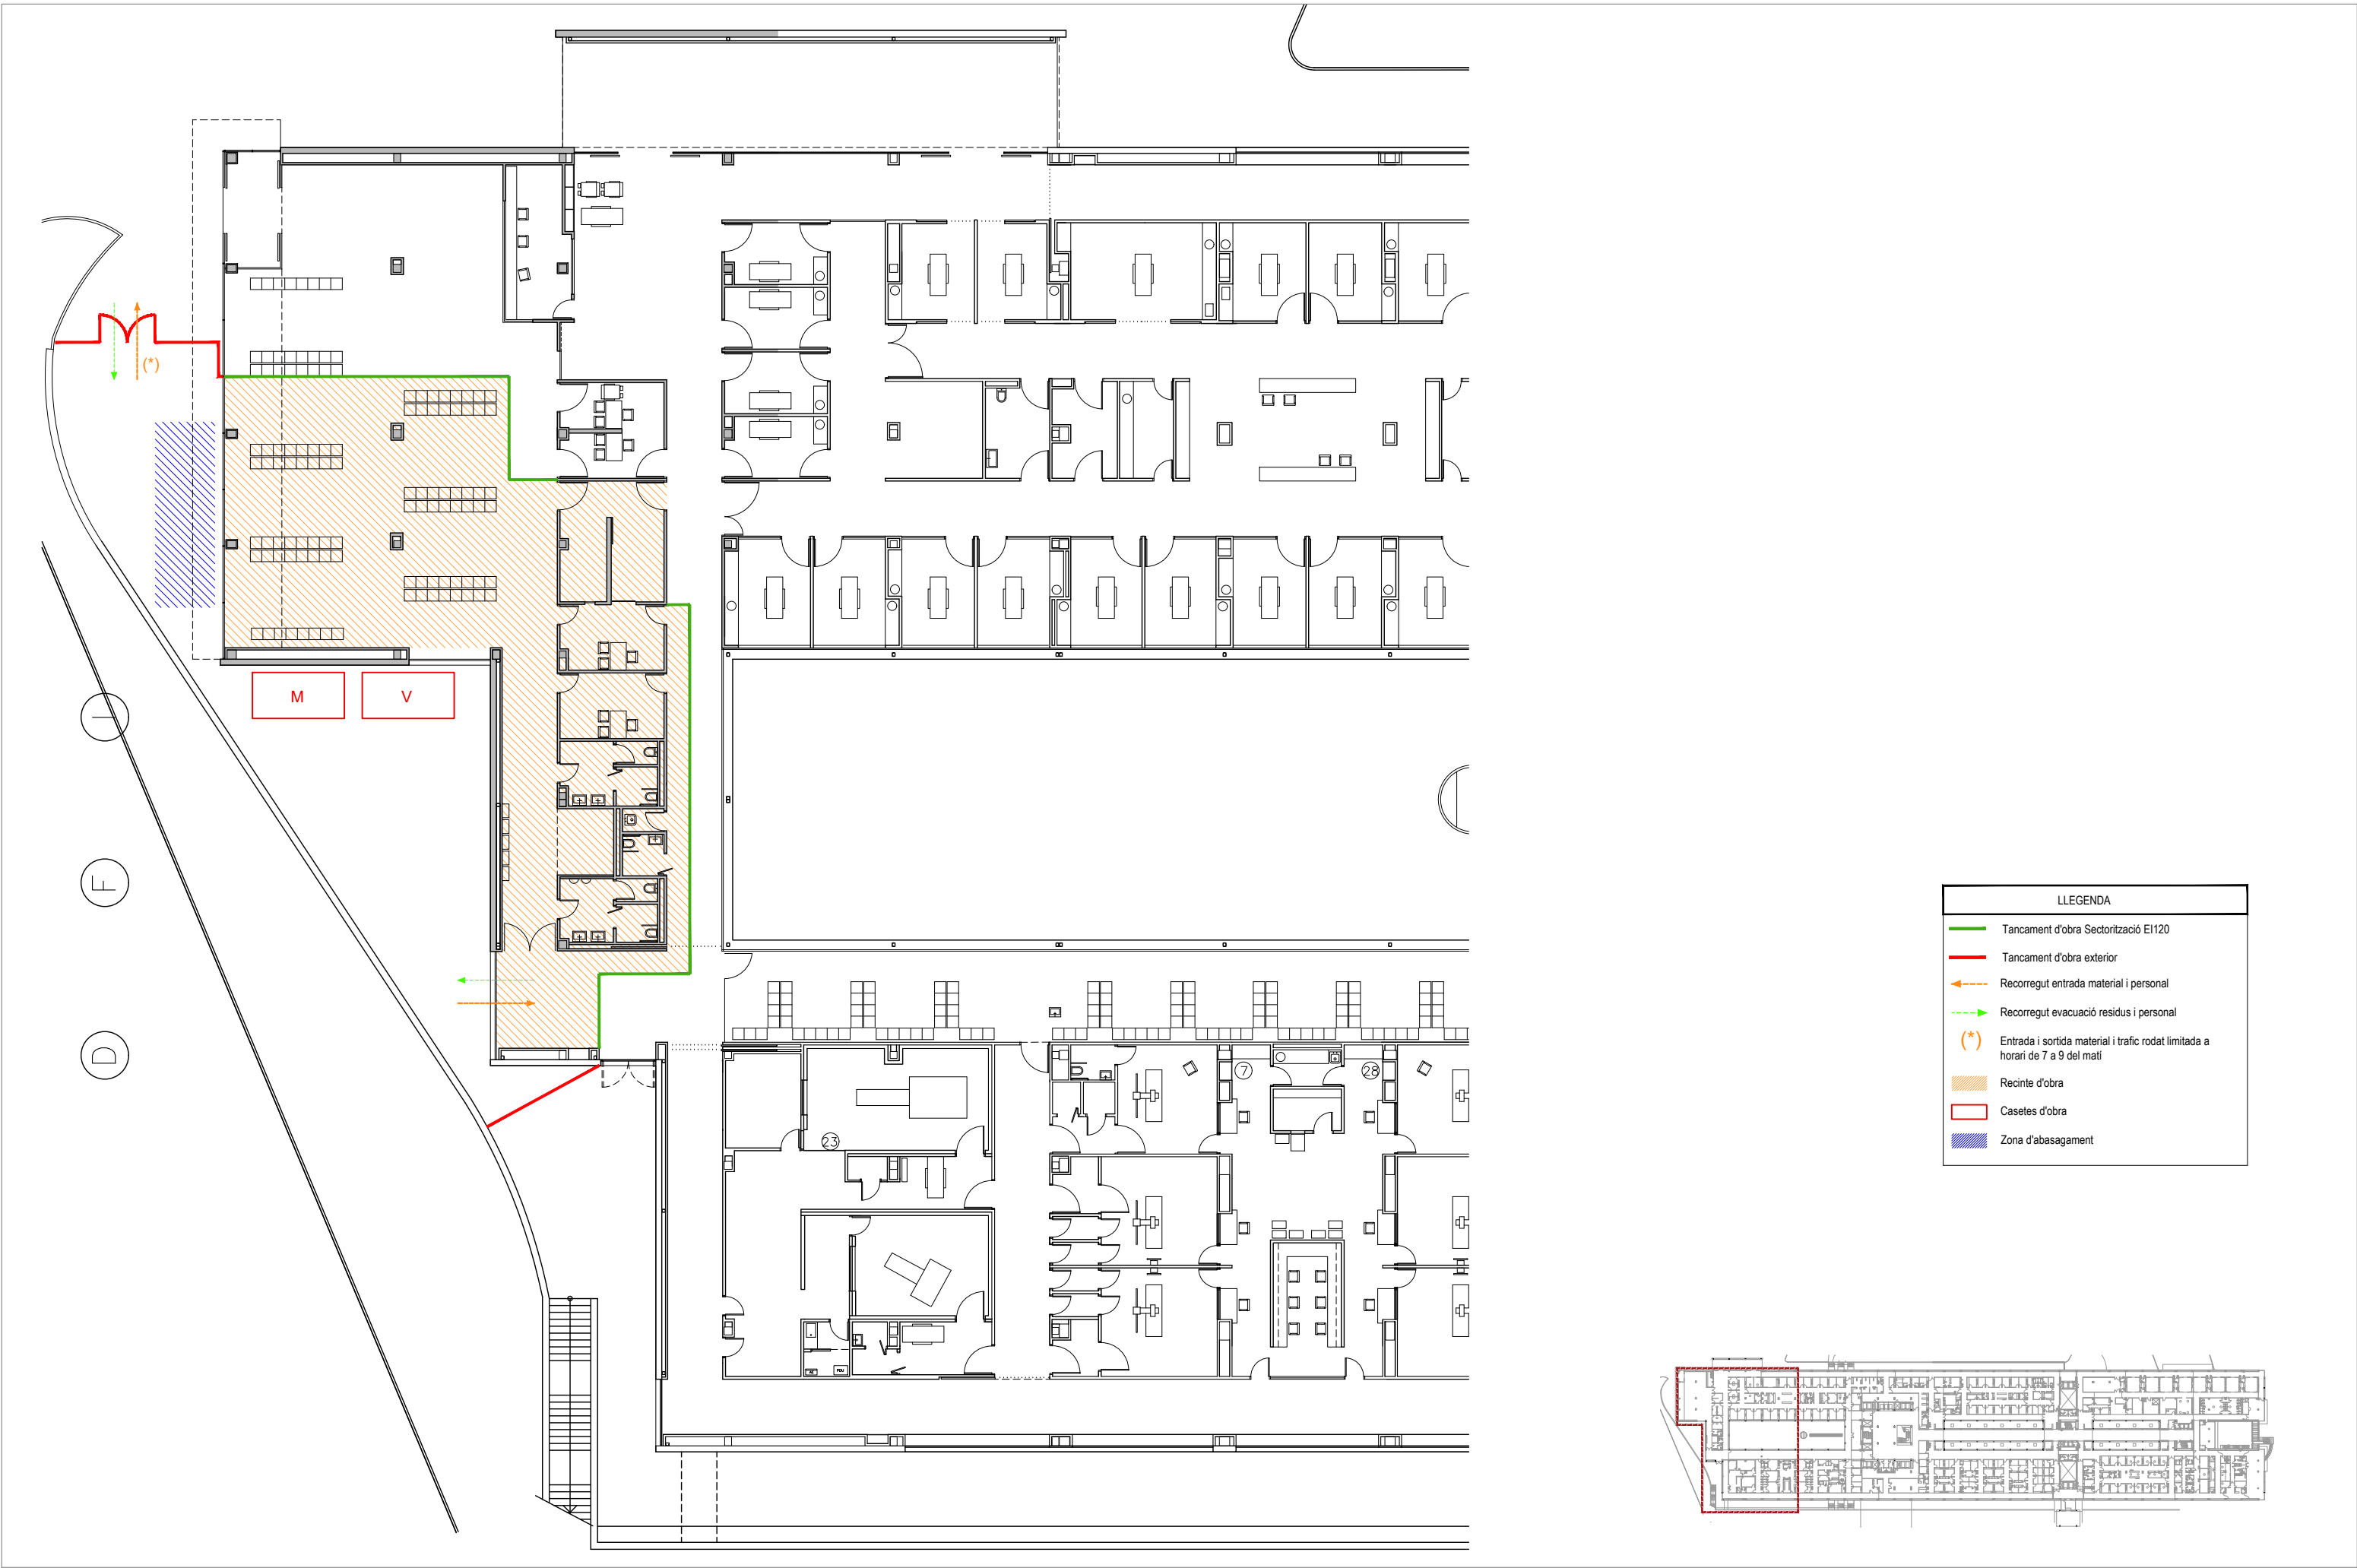 (*)
M
V
I
F
D
7
28
23
PDU
LLEGENDA
Tancament d'obra Sectorització EI120
Tancament d'obra exterior
Recorregut entrada material i personal
Recorregut evacuació residus i personal
(*) Entrada i sortida material i trafic rodat limitada a
horari de 7 a 9 del matí
Recinte d'obra
Casetes d'obra
Zona d'abasagament